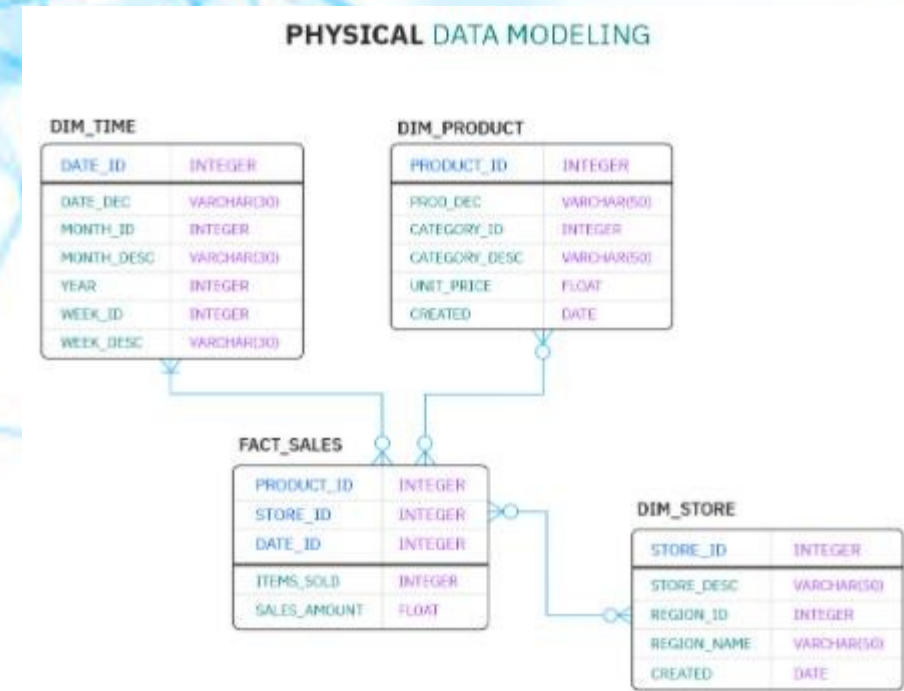 PHYSICAL DATA MODELING
DIM_TIME
DATE_ID INTEGER
DATE_DEC VARCHAR(30)
MONTH_ID INTEGER
MONTH_DESC VARCHAR(30)
YEAR INTEGER
WEEK_ID INTEGER
WEEK_DESC VARCHAR(30)
DIM_PRODUCT
PRODUCT_ID INTEGER
PROD_DEC VARCHAR(50)
CATEGORY_ID INTEGER
CATEGORY_DESC VARCHAR(50)
UNIT_PRICE FLOAT
CREATED DATE
FACT_SALES
PRODUCT_ID INTEGER
STORE_ID INTEGER
DATE_ID INTEGER
ITEMS_SOLD INTEGER
SALES_AMOUNT FLOAT
DIM_STORE
STORE_ID INTEGER
STORE_DESC VARCHAR(50)
REGION_ID INTEGER
REGION_NAME VARCHAR(50)
CREATED DATE